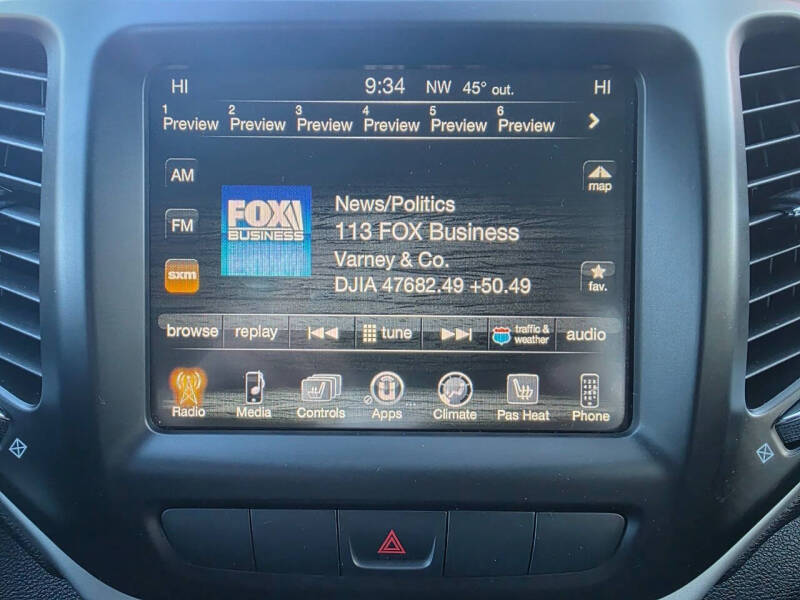 HI 9:34 NW 45° out. HI
1 2 3 4 5 6
Preview Preview Preview Preview Preview Preview >
AM
map
FOX
BUSINESS
News/Politics
FM
113 FOX Business
Varney & Co.
sxm
DJIA 47682.49 +50.49
fav.
browse replay tune traffic & weather audio
Radio Media Controls Apps Climate Pas Heat Phone